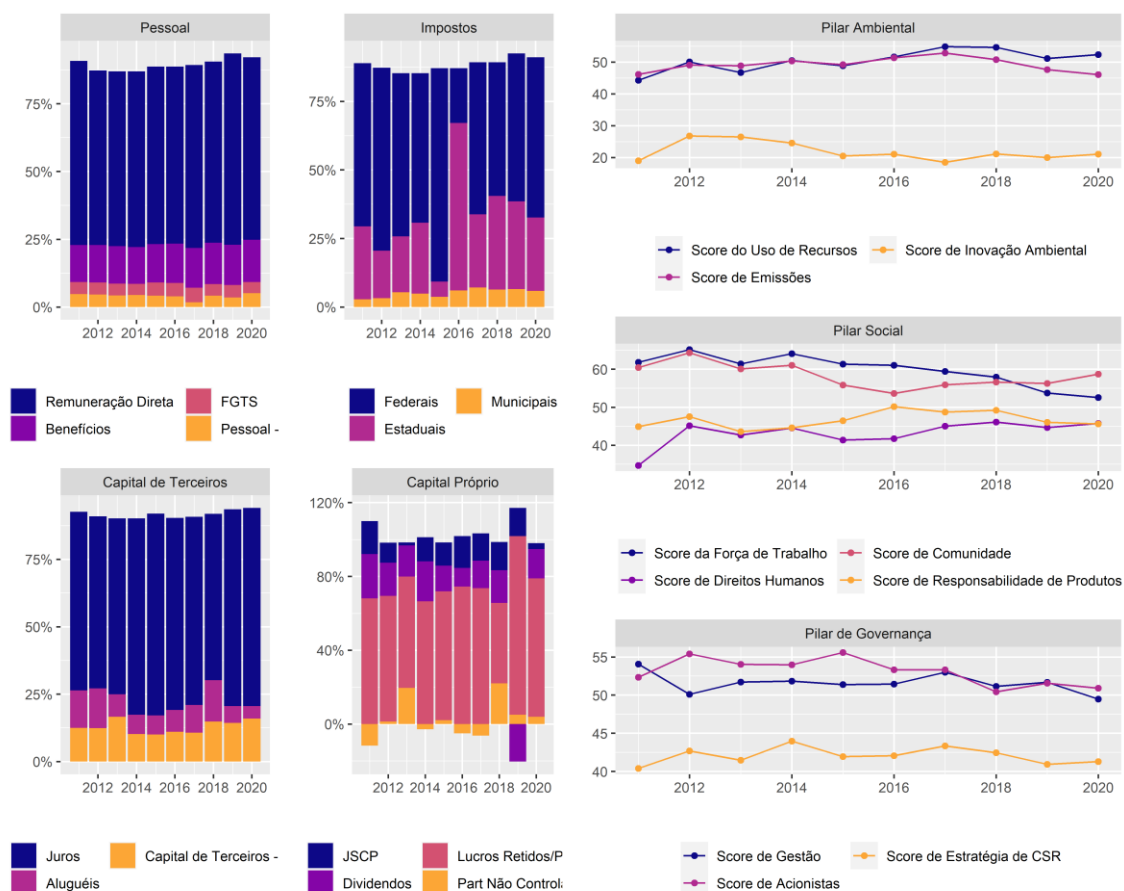 Pessoal
75%
50%
25%
0%
2012 2014 2016 2018 2020
Remuneração Direta
FGTS
Benefícios
Pessoal -
Impostos
75%
50%
25%
0%
2012 2014 2016 2018 2020
Federais
Municipais
Estaduais
Capital de Terceiros
75%
50%
25%
0%
2012 2014 2016 2018 2020
Juros
Capital de Terceiros -
Aluguéis
Capital Próprio
120%
80%
40%
0%
2012 2014 2016 2018 2020
JSCP
Lucros Retidos/P
Dividendos
Part Não Control
Pilar Ambiental
50
40
30
20
2012 2014 2016 2018 2020
Score do Uso de Recursos
Score de Inovação Ambiental
Score de Emissões
Pilar Social
60
50
40
2012 2014 2016 2018 2020
Score da Força de Trabalho
Score de Comunidade
Score de Direitos Humanos
Score de Responsabilidade de Produtos
Pilar de Governança
55
50
45
40
2012 2014 2016 2018 2020
Score de Gestão
Score de Estratégia de CSR
Score de Acionistas